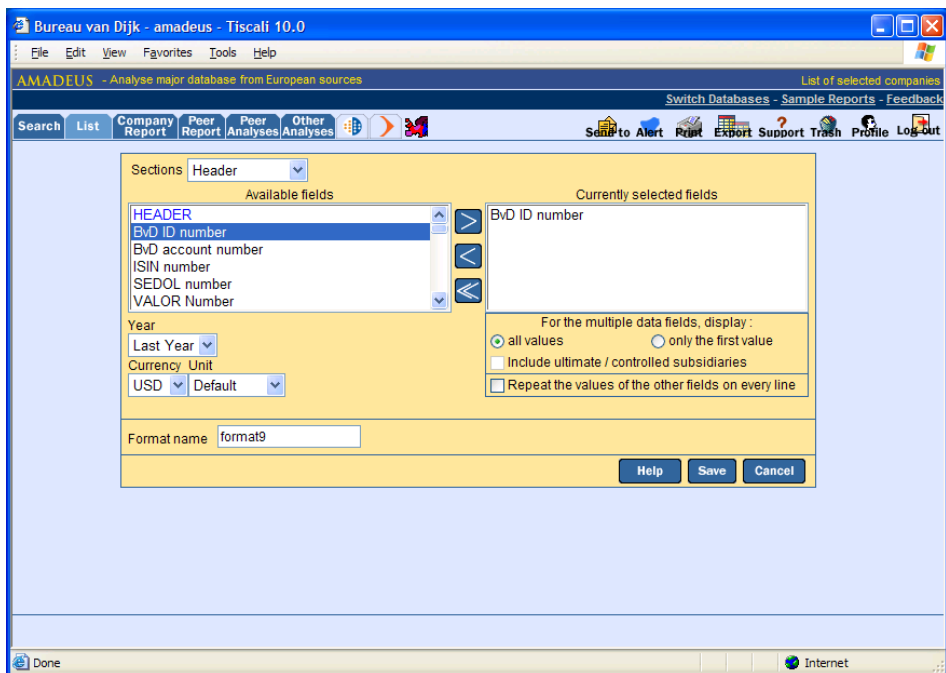 Bureau van Dijk - amadeus - Tiscali 10.0
File Edit View Favorites Tools Help
AMADEUS - Analyse major database from European sources List of selected companies
Switch Databases - Sample Reports - Feedback
Search List Company Report Peer Report Peer Analyses Other Analyses Send to Alert Print Export Support Trash Profile Log out
Sections Header
Available fields Currently selected fields
HEADER BvD ID number
BvD ID number
BvD account number
ISIN number
SEDOL number
VALOR Number
Year For the multiple data fields, display :
Last Year all values only the first value
Currency Unit Include ultimate / controlled subsidiaries
USD Default Repeat the values of the other fields on every line
Format name format9
Help Save Cancel
Done Internet